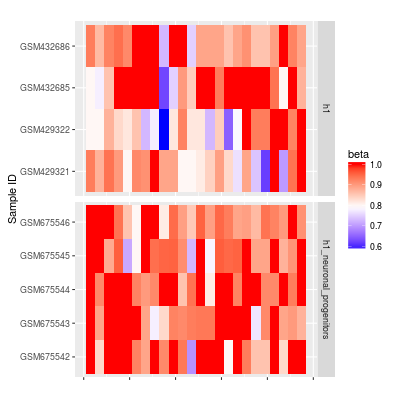 GSM432686
GSM432685
GSM429322
GSM429321
h1
GSM675546
GSM675545
GSM675544
GSM675543
GSM675542
h1_neuronal_progenitors
Sample ID
beta
1.0
0.9
0.8
0.7
0.6